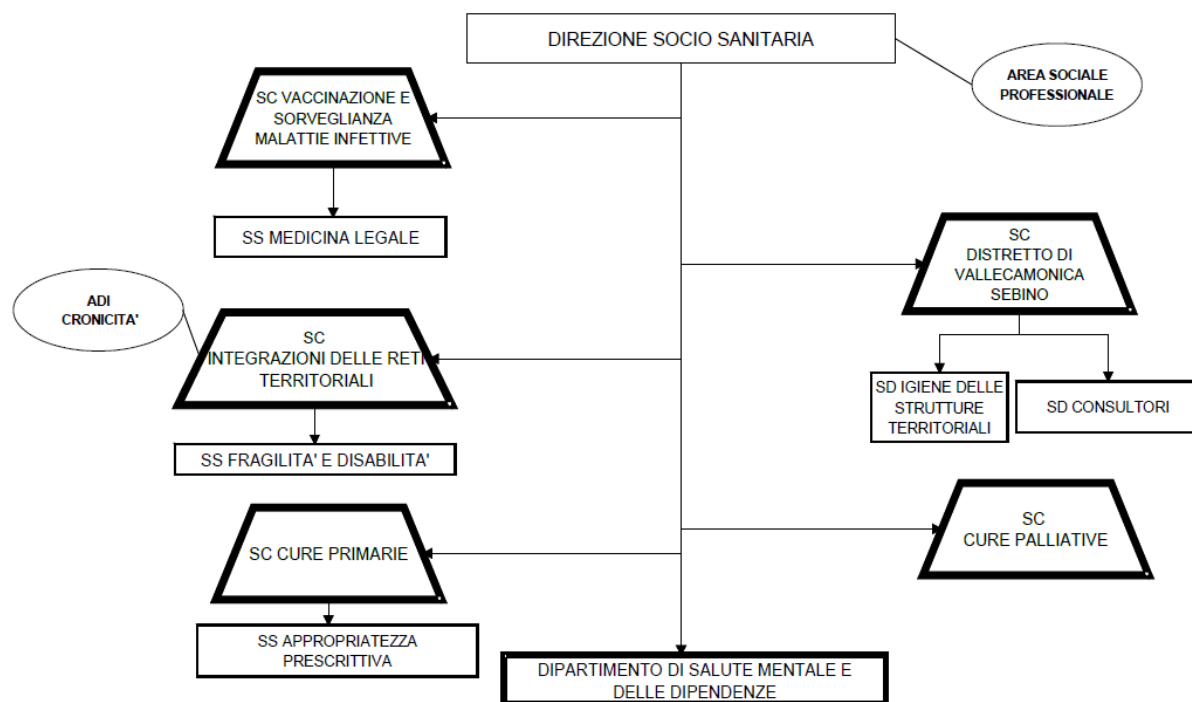 DIREZIONE SOCIO SANITARIA
AREA SOCIALE
PROFESSIONALE
SC VACCINAZIONE E
SORVEGLIANZA
MALATTIE INFETTIVE
SS MEDICINA LEGALE
SC
DISTRETTO DI
VALLECAMONICA
SEBINO
ADI
CRONICITA'
SC
INTEGRAZIONI DELLE RETI
TERRITORIALI
SD IGIENE DELLE
STRUTTURE
TERRITORIALI
SD CONSULTORI
SS FRAGILITA' E DISABILITA'
SC
CURE PALLIATIVE
SC CURE PRIMARIE
SS APPROPRIATEZZA
PRESCRITTIVA
DIPARTIMENTO DI SALUTE MENTALE E
DELLE DIPENDENZE